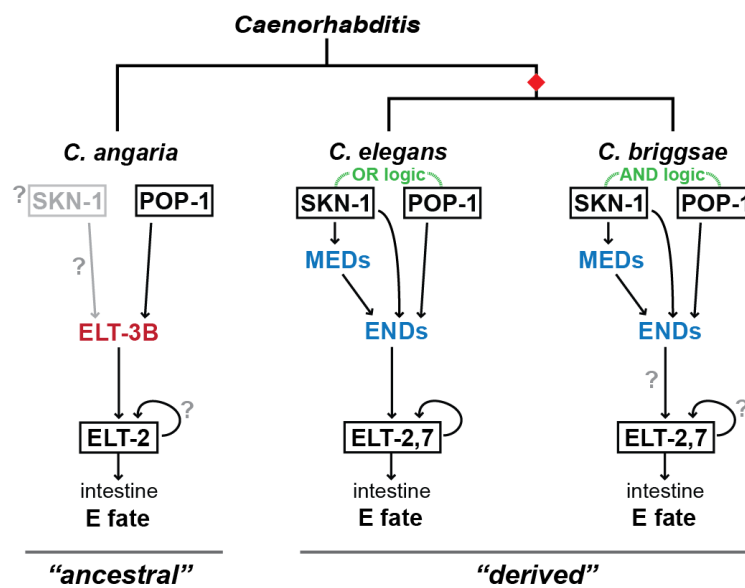 Caenorhabditis
C. angaria
C. elegans
C. briggsae
OR logic
AND logic
? SKN-1
POP-1
SKN-1
POP-1
SKN-1
POP-1
?
MEDs
MEDs
ELT-3B
ENDs
ENDs
?
?
?
ELT-2
ELT-2,7
ELT-2,7
intestine
intestine
intestine
E fate
E fate
E fate
"ancestral"
"derived"